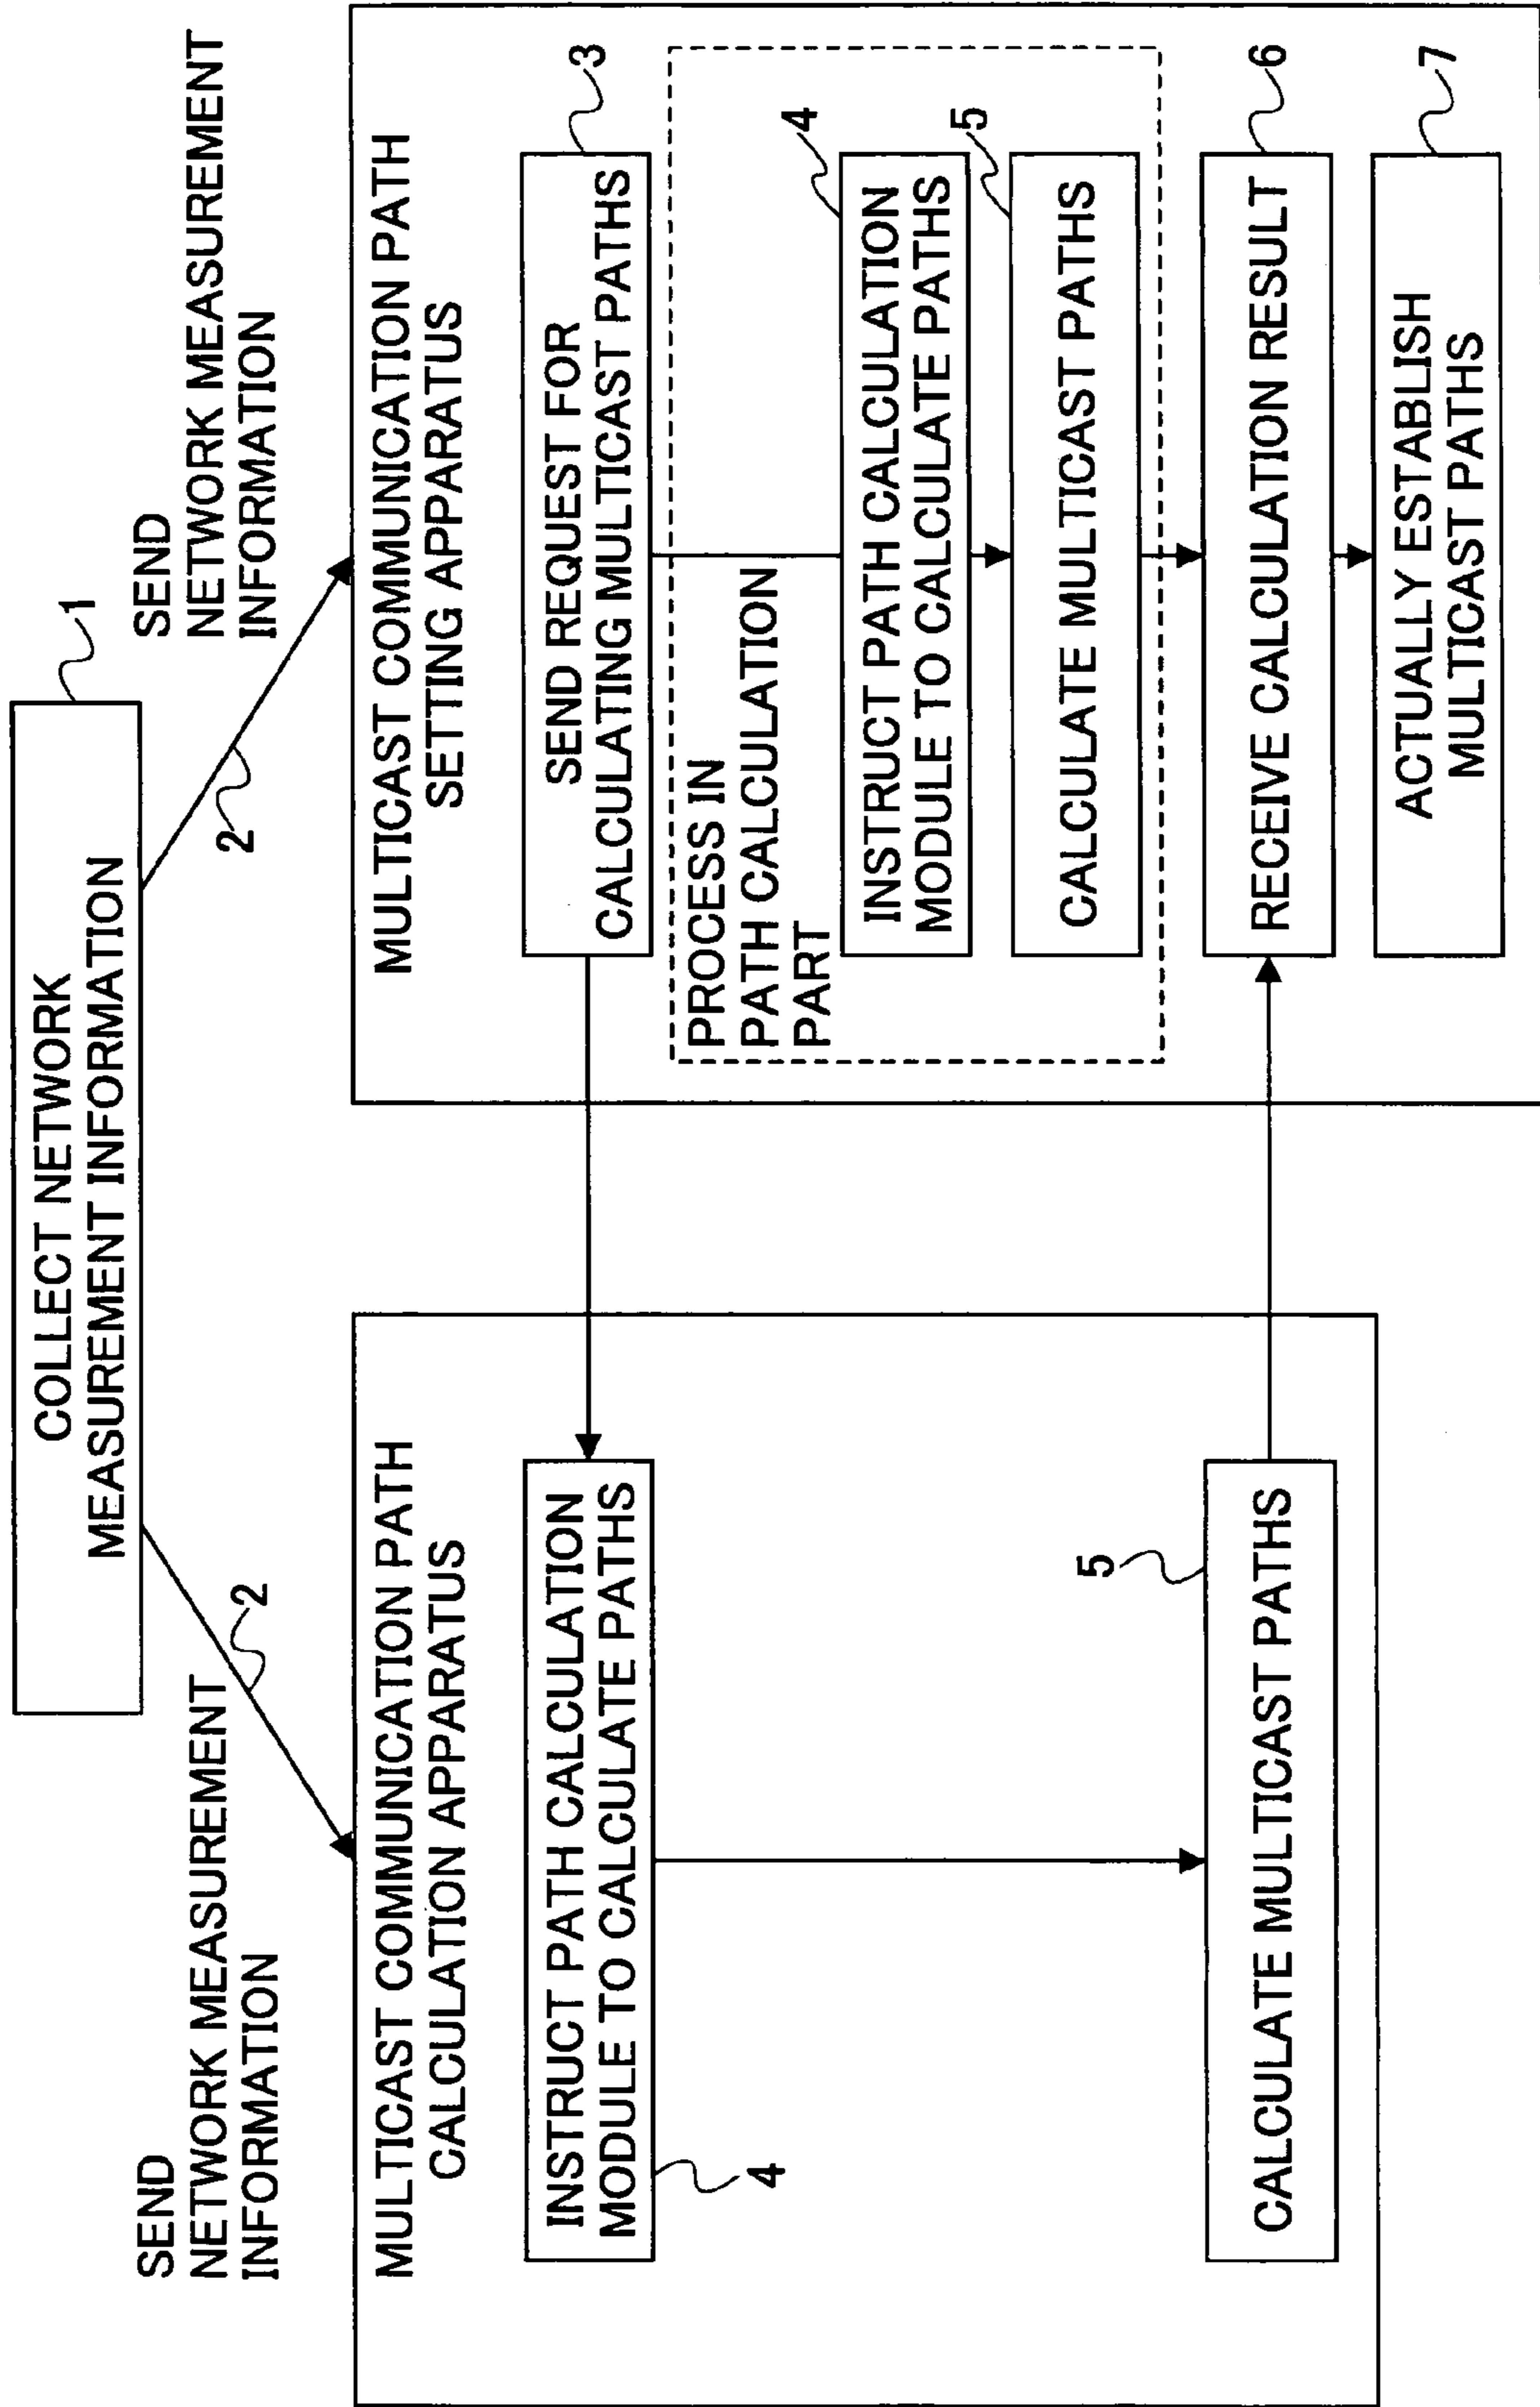 COLLECT NETWORK
MEASUREMENT INFORMATION
1
SEND
NETWORK MEASUREMENT
INFORMATION
2
SEND
NETWORK MEASUREMENT
INFORMATION
2
MULTICAST COMMUNICATION PATH
CALCULATION APPARATUS
INSTRUCT PATH CALCULATION
MODULE TO CALCULATE PATHS
4
CALCULATE MULTICAST PATHS
5
MULTICAST COMMUNICATION PATH
SETTING APPARATUS
SEND REQUEST FOR
CALCULATING MULTICAST PATHS
3
PROCESS IN
PATH CALCULATION
PART
INSTRUCT PATH CALCULATION
MODULE TO CALCULATE PATHS
4
CALCULATE MULTICAST PATHS
5
RECEIVE CALCULATION RESULT
6
ACTUALLY ESTABLISH
MULTICAST PATHS
7